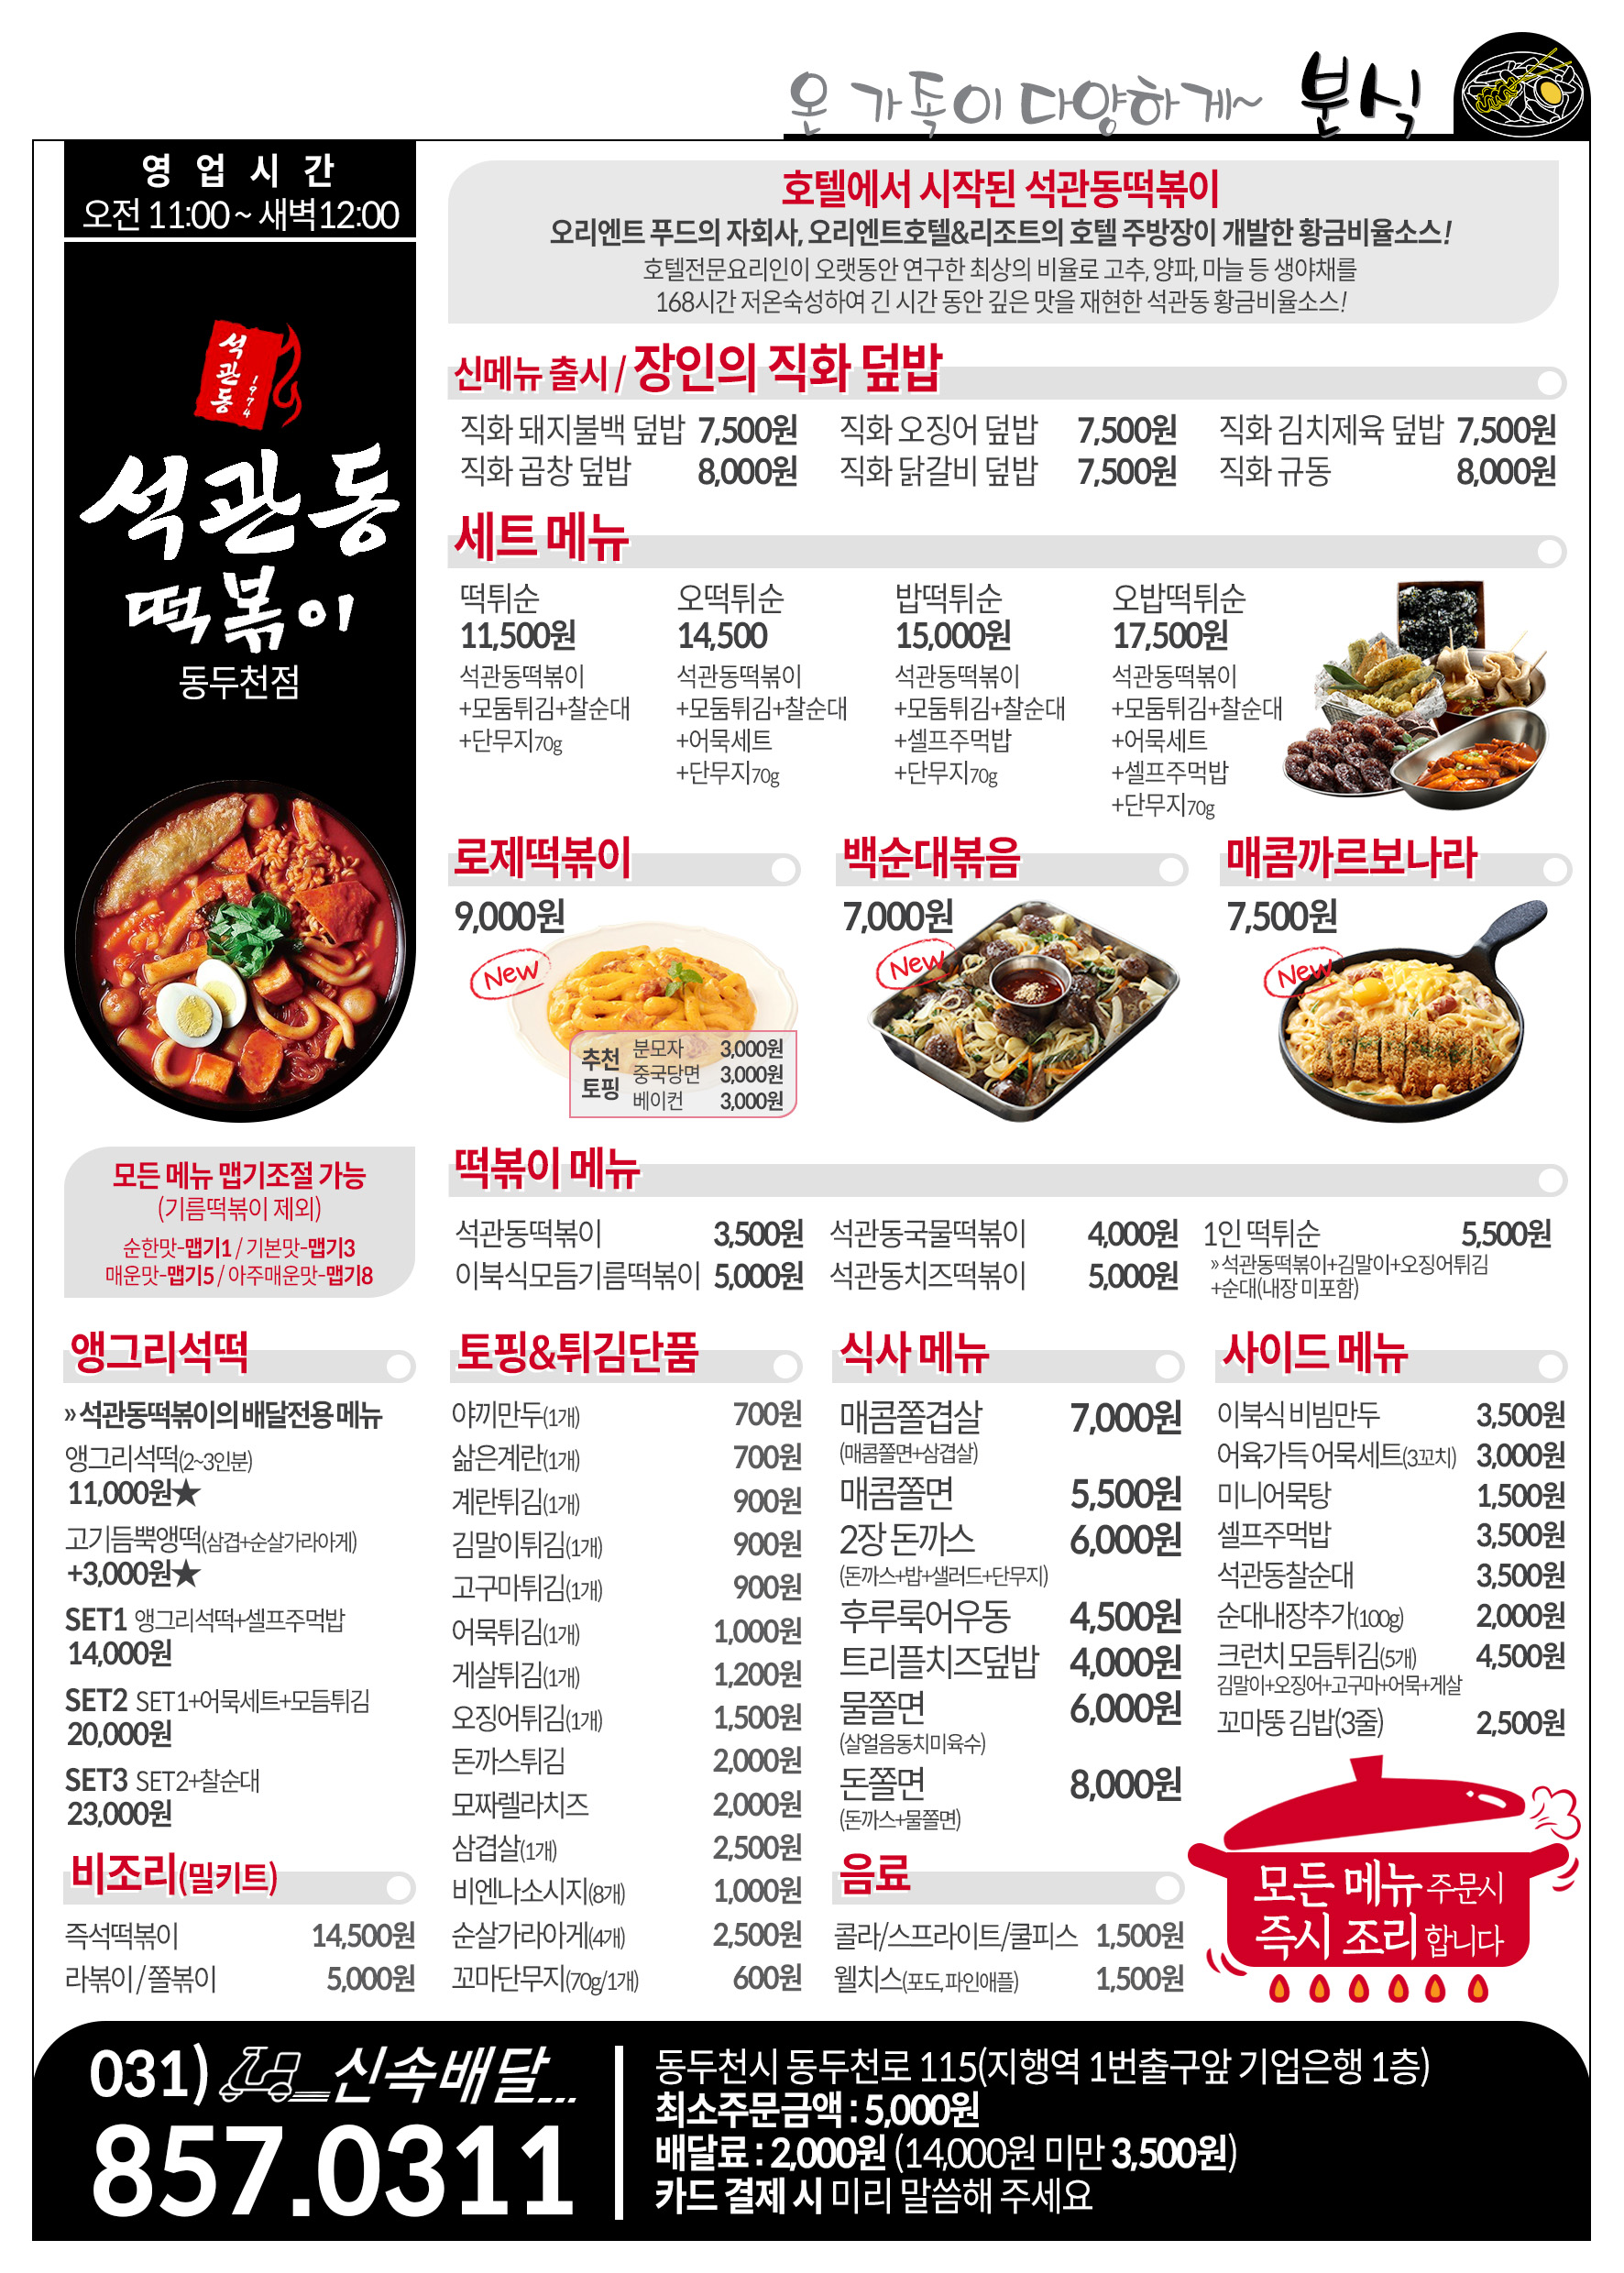 온 가족이 다양하게~ 분식
영 업 시 간
오전 11:00 ~ 새벽12:00
석관동
1974
석관동
떡볶이
동두천점
호텔에서 시작된 석관동떡볶이
오리엔트 푸드의 자회사, 오리엔트호텔&리조트의 호텔 주방장이 개발한 황금비율소스!
호텔전문요리인이 오랫동안 연구한 최상의 비율로 고추, 양파, 마늘 등 생야채를
168시간 저온숙성하여 긴 시간 동안 깊은 맛을 재현한 석관동 황금비율소스!
신메뉴 출시 / 장인의 직화 덮밥
직화 돼지불백 덮밥 7,500원 직화 오징어 덮밥 7,500원 직화 김치제육 덮밥 7,500원
직화 곱창 덮밥 8,000원 직화 닭갈비 덮밥 7,500원 직화 규동 8,000원
세트 메뉴
떡튀순
11,500원
석관동떡볶이
+모둠튀김+찰순대
+단무지70g
오떡튀순
14,500
석관동떡볶이
+모둠튀김+찰순대
+어묵세트
+단무지70g
밥떡튀순
15,000원
석관동떡볶이
+모둠튀김+찰순대
+셀프주먹밥
+단무지70g
오밥떡튀순
17,500원
석관동떡볶이
+모둠튀김+찰순대
+어묵세트
+셀프주먹밥
+단무지70g
로제떡볶이
9,000원
New
추천 토핑
분모자 3,000원
중국당면 3,000원
베이컨 3,000원
백순대볶음
7,000원
New
매콤까르보나라
7,500원
New
모든 메뉴 맵기조절 가능
(기름떡볶이 제외)
순한맛-맵기1 / 기본맛-맵기3
매운맛-맵기5 / 아주매운맛-맵기8
떡볶이 메뉴
석관동떡볶이 3,500원 석관동국물떡볶이 4,000원 1인 떡튀순 5,500원
이북식모듬기름떡볶이 5,000원 석관동치즈떡볶이 5,000원
»석관동떡볶이+김말이+오징어튀김
+순대(내장 미포함)
앵그리석떡
» 석관동떡볶이의 배달전용 메뉴
앵그리석떡(2~3인분)
11,000원★
고기듬뿍앵떡(삼겹+순살가라아게)
+3,000원★
SET1 앵그리석떡+셀프주먹밥
14,000원
SET2 SET1+어묵세트+모듬튀김
20,000원
SET3 SET2+찰순대
23,000원
비조리(밀키트)
즉석떡볶이 14,500원
라볶이/쫄볶이 5,000원
토핑&튀김단품
야끼만두(1개) 700원
삶은계란(1개) 700원
계란튀김(1개) 900원
김말이튀김(1개) 900원
고구마튀김(1개) 900원
어묵튀김(1개) 1,000원
게살튀김(1개) 1,200원
오징어튀김(1개) 1,500원
돈까스튀김 2,000원
모짜렐라치즈 2,000원
삼겹살(1개) 2,500원
비엔나소시지(8개) 1,000원
순살가라아게(4개) 2,500원
꼬마단무지(70g/1개) 600원
식사 메뉴
매콤쫄겹살 7,000원
(매콤쫄면+삼겹살)
매콤쫄면 5,500원
2장 돈까스 6,000원
(돈까스+밥+샐러드+단무지)
후루룩어우동 4,500원
트리플치즈덮밥 4,000원
물쫄면 6,000원
(살얼음동치미육수)
돈쫄면 8,000원
(돈까스+물쫄면)
음료
콜라/스프라이트/쿨피스 1,500원
웰치스(포도,파인애플) 1,500원
사이드 메뉴
이북식 비빔만두 3,500원
어육가득 어묵세트(3꼬치) 3,000원
미니어묵탕 1,500원
셀프주먹밥 3,500원
석관동찰순대 3,500원
순대내장추가(100g) 2,000원
크런치 모듬튀김(5개) 4,500원
김말이+오징어+고구마+어묵+게살
꼬마뚱 김밥(3줄) 2,500원
모든 메뉴 주문시
즉시 조리 합니다
031) 신속배달...
857.0311
동두천시 동두천로 115(지행역 1번출구앞 기업은행 1층)
최소주문금액 : 5,000원
배달료 : 2,000원 (14,000원 미만 3,500원)
카드 결제 시 미리 말씀해 주세요